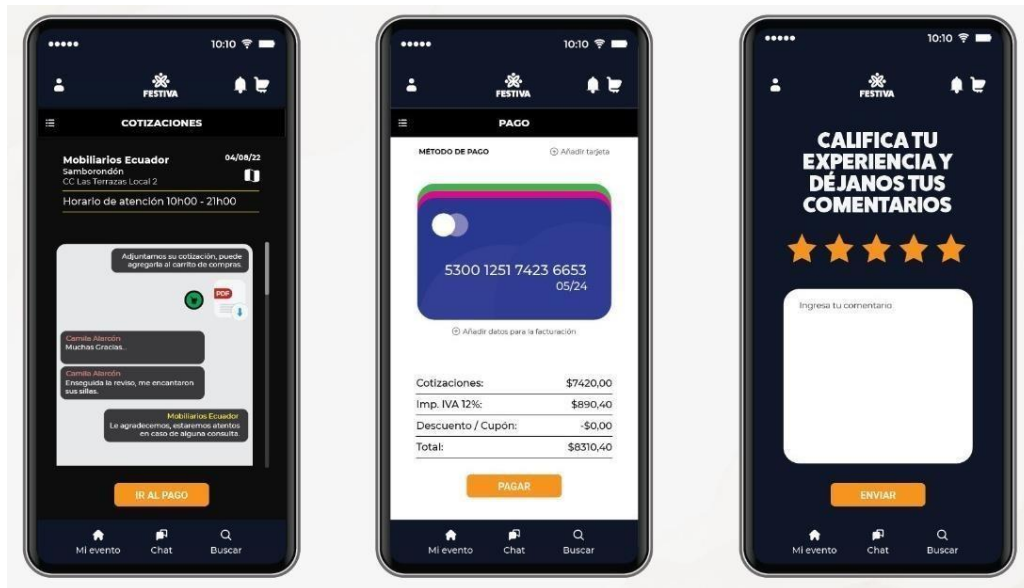 10:10
FESTIVA
COTIZACIONES
Mobiliarios Ecuador
04/08/22
Samborondón
CC Las Terrazas Local 2
Horario de atención 10h00 - 21h00
Adjuntamos su cotización, puede
agregarla al carrito de compras.
PDF
Camila Alarcón
Muchas Gracias..
Camila Alarcón
Enseguida la reviso, me encantaron
sus sillas.
Mobiliarios Ecuador
Le agradecemos, estaremos atentos
en caso de alguna consulta.
IR AL PAGO
Mi evento Chat Buscar
10:10
FESTIVA
PAGO
MÉTODO DE PAGO
Añadir tarjeta
5300 1251 7423 6653
05/24
Añadir datos para la facturación
Cotizaciones: $7420,00
Imp. IVA 12%: $890,40
Descuento / Cupón: -$0,00
Total: $8310,40
PAGAR
Mi evento Chat Buscar
10:10
FESTIVA
CALIFICA TU
EXPERIENCIA Y
DÉJANOS TUS
COMENTARIOS
Ingresa tu comentario
ENVIAR
Mi evento Chat Buscar